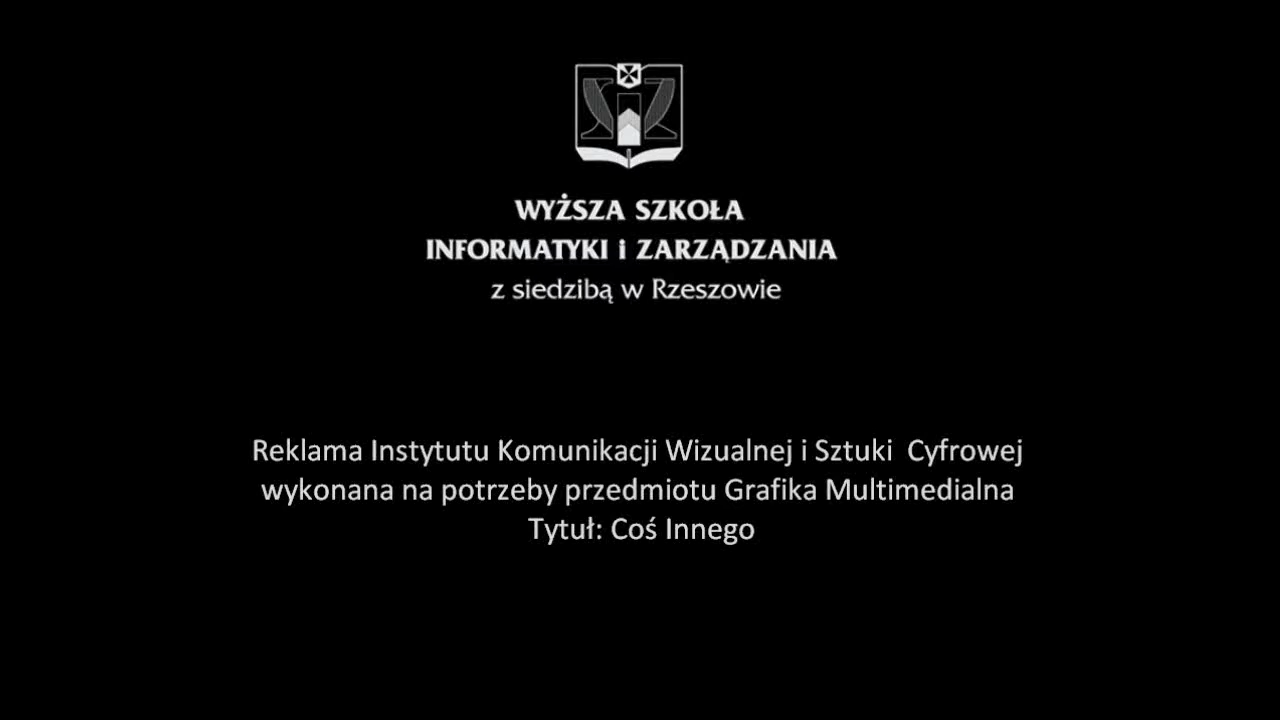 WYŻSZA SZKOŁA
INFORMATYKI i ZARZĄDZANIA
z siedzibą w Rzeszowie
Reklama Instytutu Komunikacji Wizualnej i Sztuki  Cyfrowej
wykonana na potrzeby przedmiotu Grafika Multimedialna
Tytuł: Coś Innego